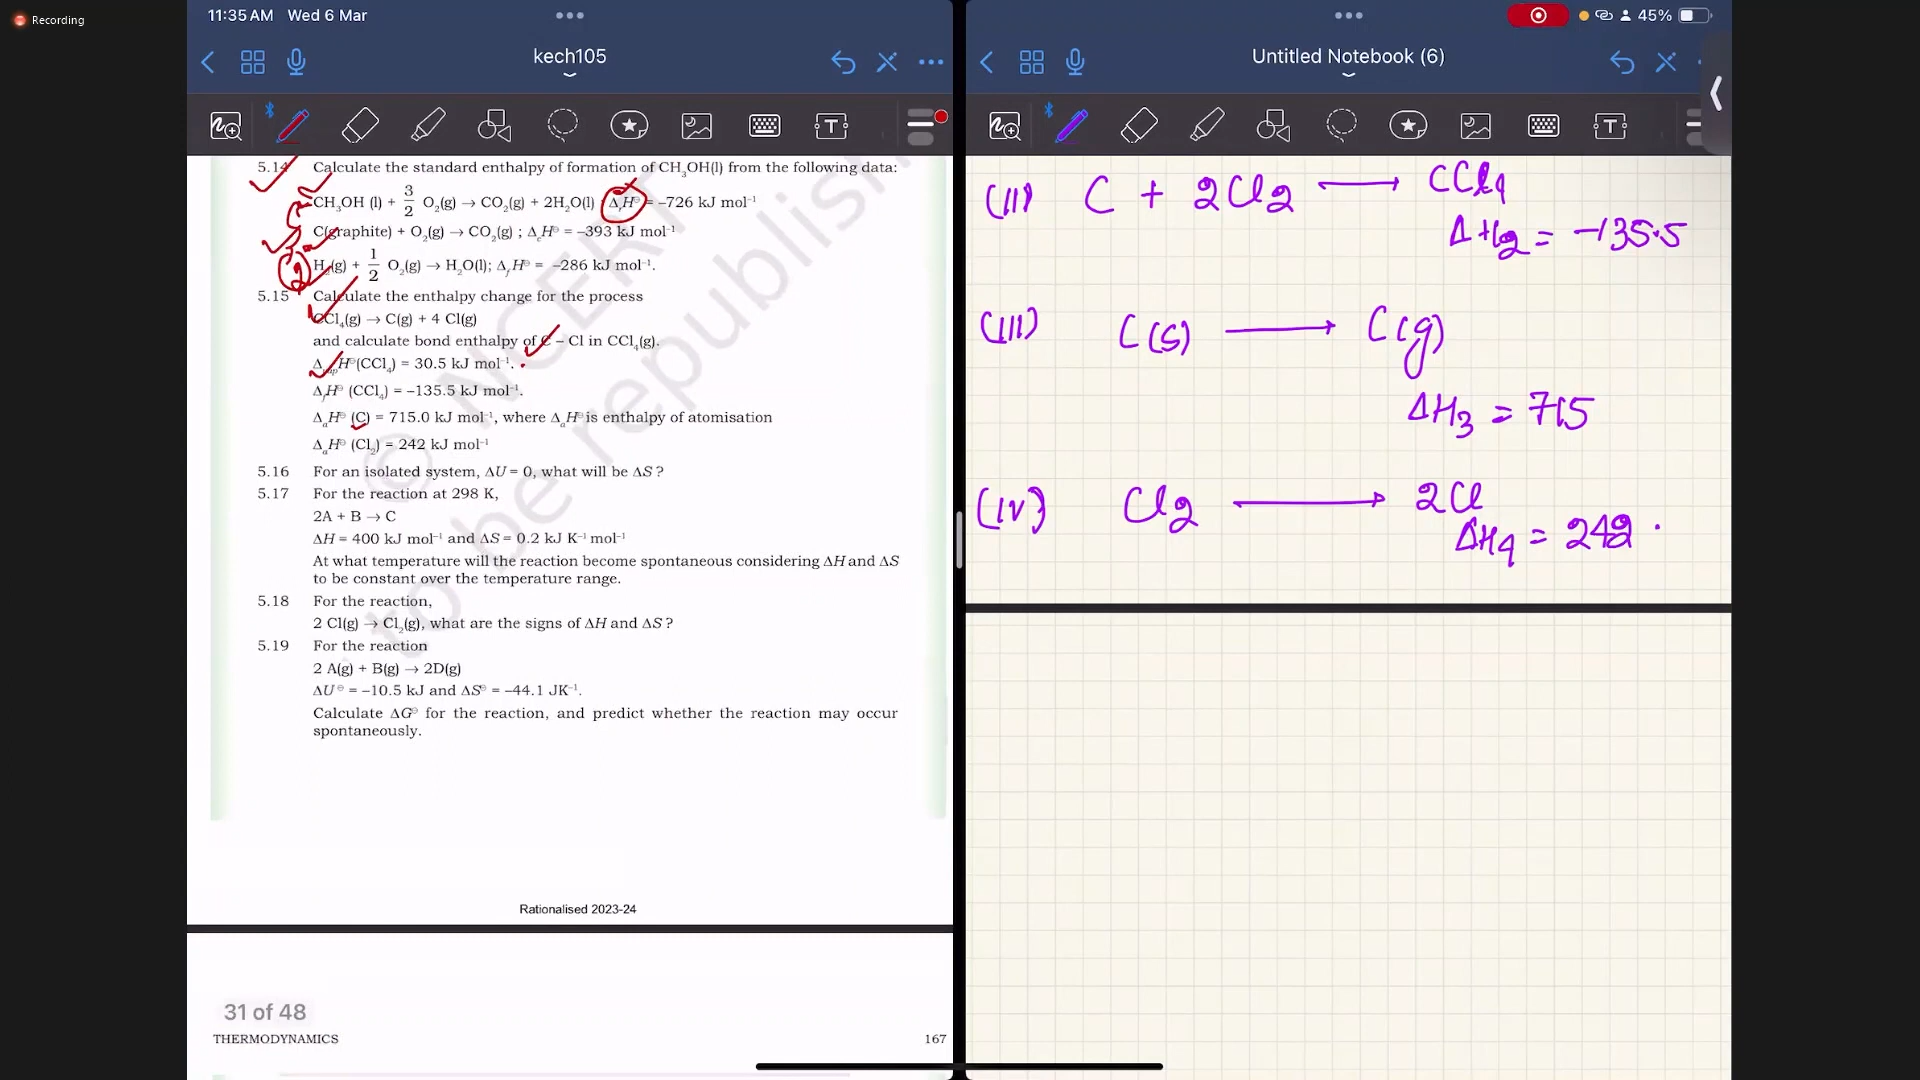 Recording
11:35 AM Wed 6 Mar
45%
kech105
Untitled Notebook (6)
5.14 Calculate the standard enthalpy of formation of CH₃OH(l) from the following data:
CH₃OH (l) + 3/2 O₂(g) → CO₂(g) + 2H₂O(l) ΔᵣH⊖ = –726 kJ mol⁻¹
C(graphite) + O₂(g) → CO₂(g) ; Δ꜀H⊖ = –393 kJ mol⁻¹
2
H₂(g) + 1/2 O₂(g) → H₂O(l); Δ_fH⊖ = –286 kJ mol⁻¹.
5.15 Calculate the enthalpy change for the process
CCl₄(g) → C(g) + 4 Cl(g)
and calculate bond enthalpy of C – Cl in CCl₄(g).
Δ_vapH⊖(CCl₄) = 30.5 kJ mol⁻¹.
Δ_fH⊖ (CCl₄) = –135.5 kJ mol⁻¹.
ΔₐH⊖ (C) = 715.0 kJ mol⁻¹, where ΔₐH⊖ is enthalpy of atomisation
ΔₐH⊖ (Cl₂) = 242 kJ mol⁻¹
5.16 For an isolated system, ΔU = 0, what will be ΔS ?
5.17 For the reaction at 298 K,
2A + B → C
ΔH = 400 kJ mol⁻¹ and ΔS = 0.2 kJ K⁻¹ mol⁻¹
At what temperature will the reaction become spontaneous considering ΔH and ΔS
to be constant over the temperature range.
5.18 For the reaction,
2 Cl(g) → Cl₂(g), what are the signs of ΔH and ΔS ?
5.19 For the reaction
2 A(g) + B(g) → 2D(g)
ΔU⊖ = –10.5 kJ and ΔS⊖ = –44.1 JK⁻¹.
Calculate ΔG⊖ for the reaction, and predict whether the reaction may occur
spontaneously.
© NCERT
to be republish
Rationalised 2023-24
31 of 48
THERMODYNAMICS 167
(II) C + 2Cl₂ → CCl₄
ΔH₂ = -135.5
(III) C(s) → C(g)
ΔH₃ = 715
(IV) Cl₂ → 2Cl
ΔH₄ = 242.